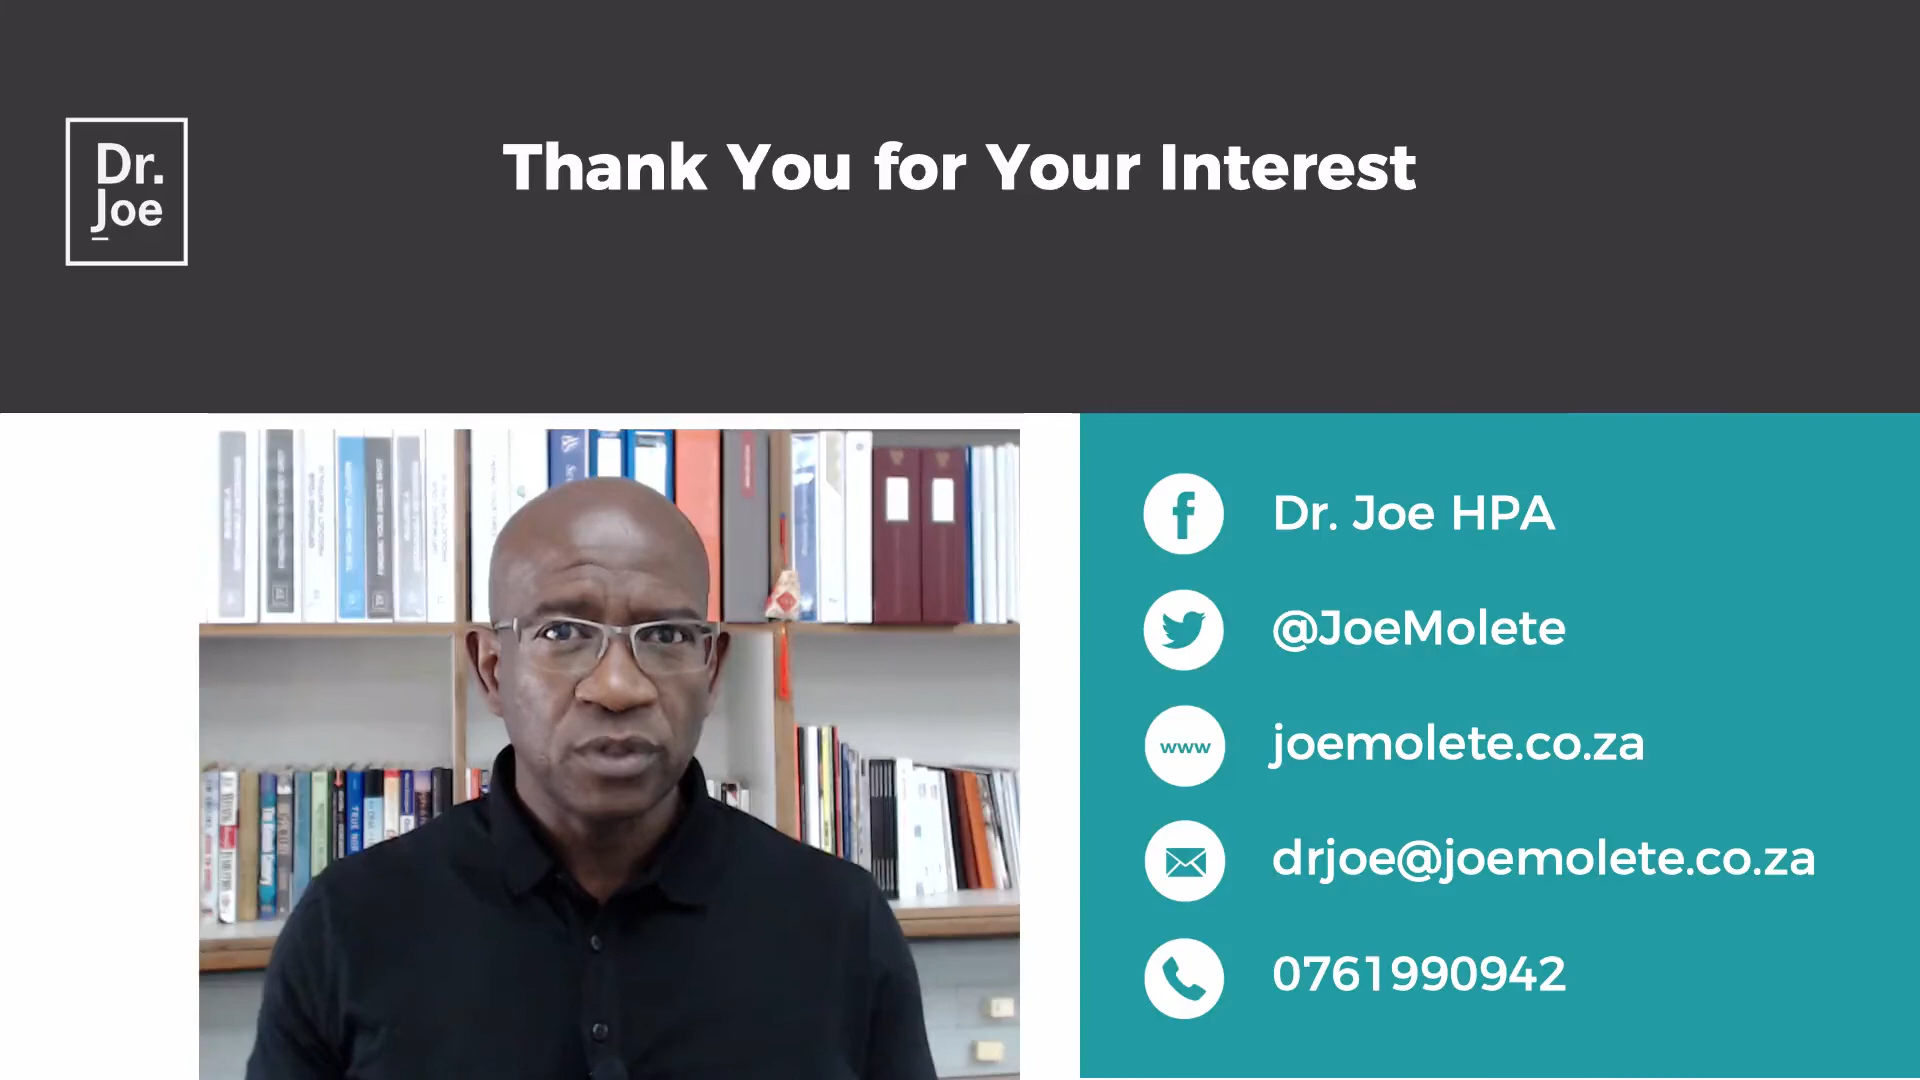 Dr.
Joe
Thank You for Your Interest
Dr. Joe HPA
@JoeMolete
www
joemolete.co.za
drjoe@joemolete.co.za
0761990942